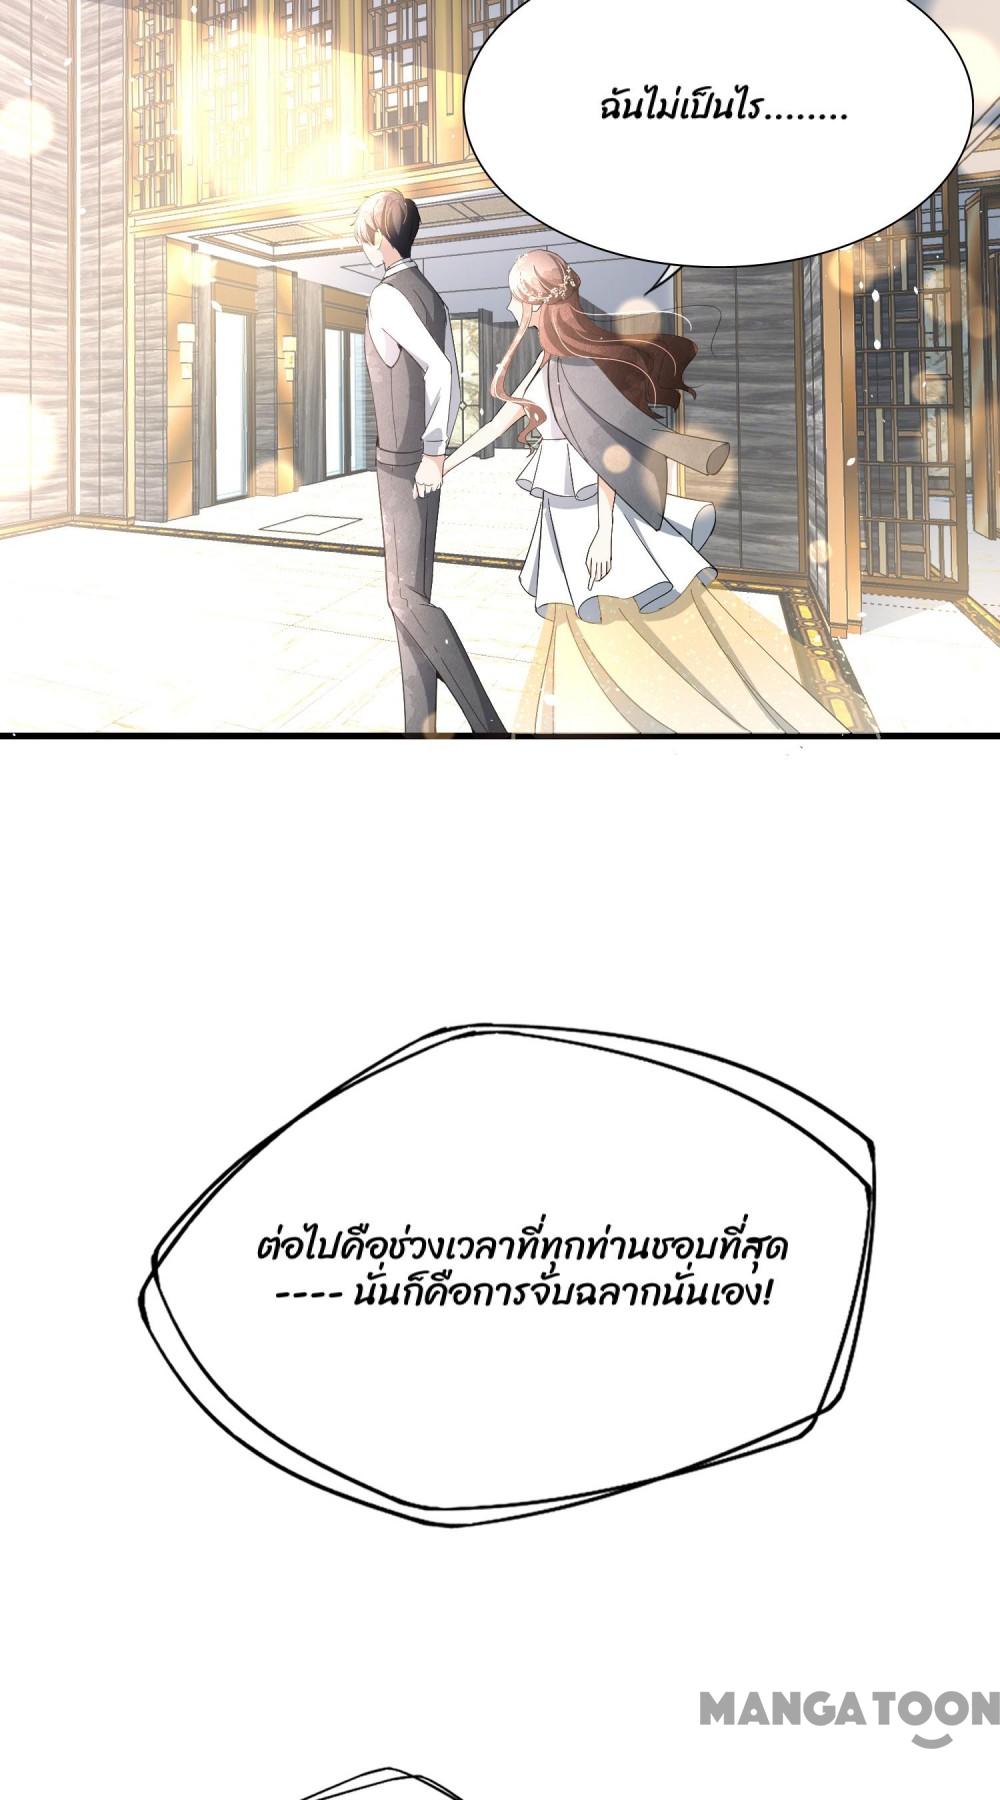 ฉันไม่เป็นไร........
ต่อไปคือช่วงเวลาที่ทุกท่านชอบที่สุด
---- นั่นก็คือการจับฉลากนั่นเอง!
MANGATOON